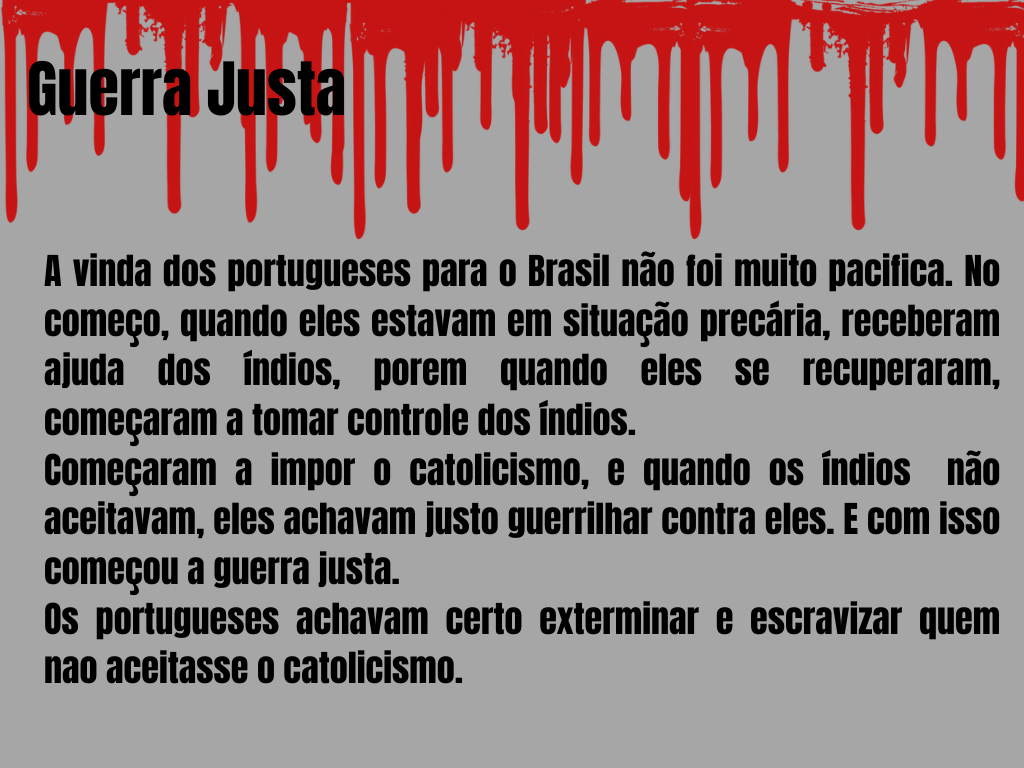 Guerra Justa
A vinda dos portugueses para o Brasil não foi muito pacifica. No
começo, quando eles estavam em situação precária, receberam
ajuda dos índios, porem quando eles se recuperaram,
começaram a tomar controle dos índios.
Começaram a impor o catolicismo, e quando os índios não
aceitavam, eles achavam justo guerrilhar contra eles. E com isso
começou a guerra justa.
Os portugueses achavam certo exterminar e escravizar quem
nao aceitasse o catolicismo.